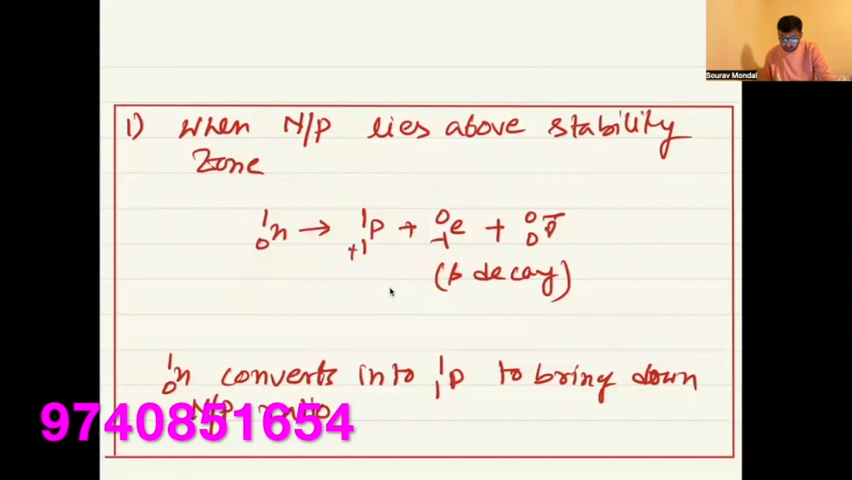 Sourav Mondal
1) When N/P lies above stability
Zone
¹₀n → ¹₊₁P + ⁰₋₁e + ⁰₀ν̅
(β decay)
¹₀n converts into ¹₁P to bring down
N/P ratio
9740851654